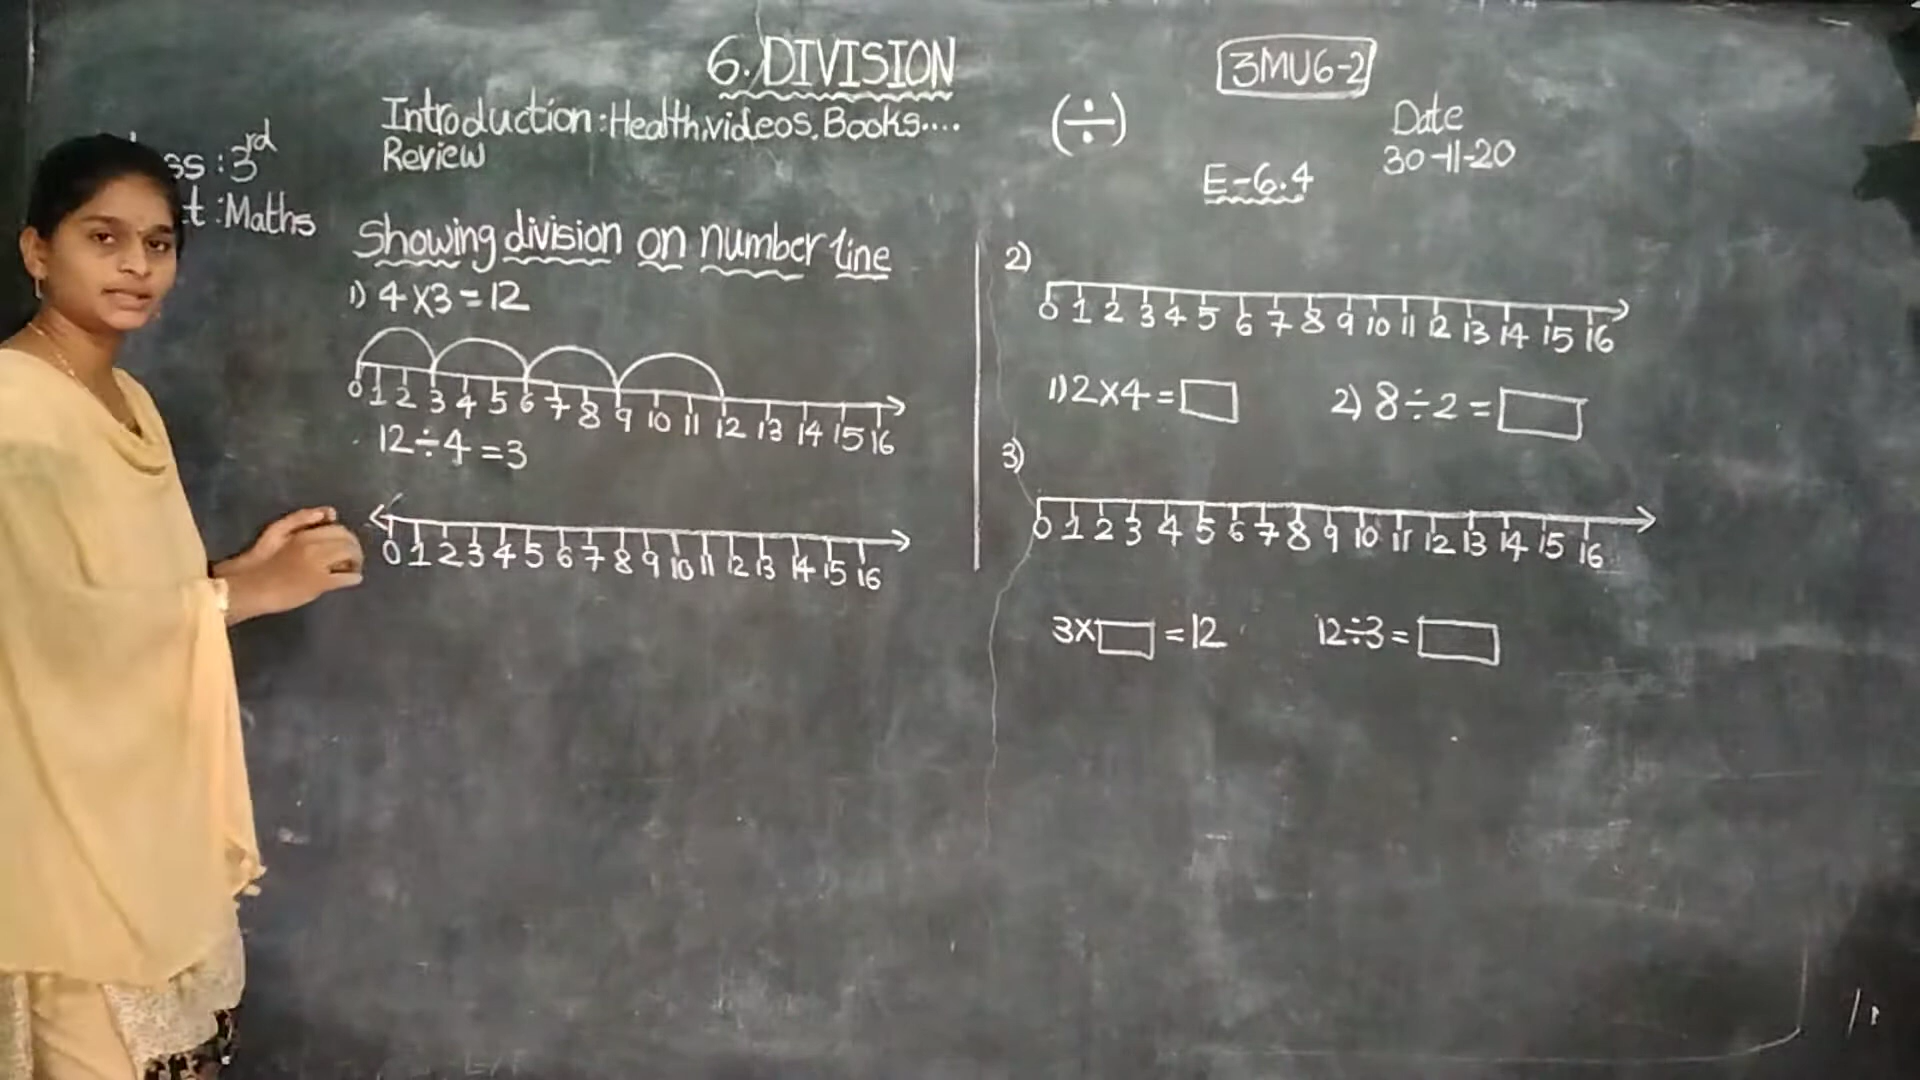 6. DIVISION
3MU6-2
Introduction: Health, videos, Books....
Review
(÷)
Date
30-11-20
: 3rd
: Maths
E-6.4
Showing division on number line
1) 4×3=12
0 1 2 3 4 5 6 7 8 9 10 11 12 13 14 15 16
12÷4=3
0 1 2 3 4 5 6 7 8 9 10 11 12 13 14 15 16
2)
0 1 2 3 4 5 6 7 8 9 10 11 12 13 14 15 16
1) 2×4=
2) 8÷2=
3)
0 1 2 3 4 5 6 7 8 9 10 11 12 13 14 15 16
3× =12
12÷3=